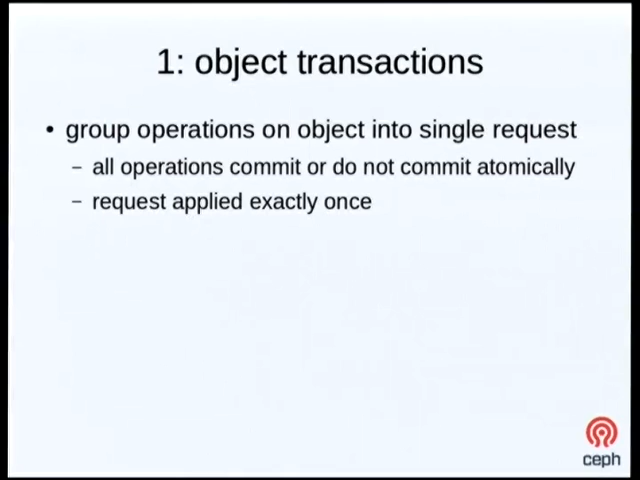 1: object transactions
• group operations on object into single request
– all operations commit or do not commit atomically
– request applied exactly once
ceph